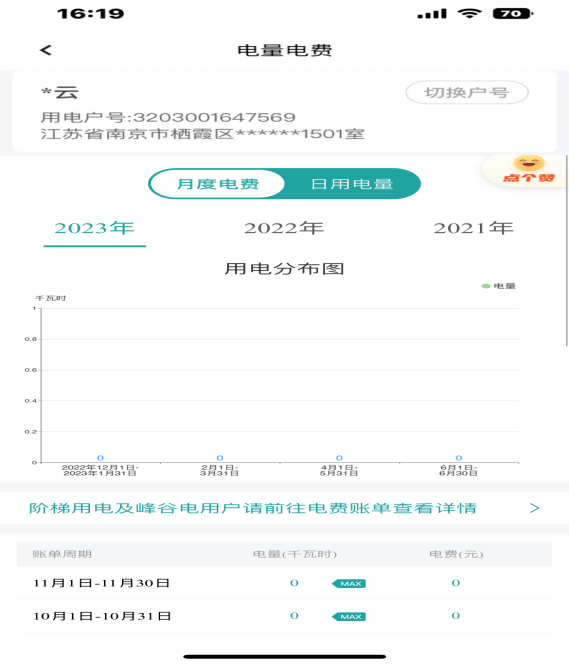 16:19
70
电量电费
*云
切换户号
用电户号:3203001647569
江苏省南京市栖霞区******1501室
点个赞
月度电费
日用电量
2023年
2022年
2021年
用电分布图
电量
千瓦时
1
0.8
0.6
0.4
0.2
0
0 0 0 0
2022年12月1日-
2023年1月31日
2月1日-
3月31日
4月1日-
5月31日
6月1日-
6月30日
阶梯用电及峰谷电用户请前往电费账单查看详情 >
账单周期 电量(千瓦时) 电费(元)
11月1日-11月30日 0 MAX 0
10月1日-10月31日 0 MAX 0